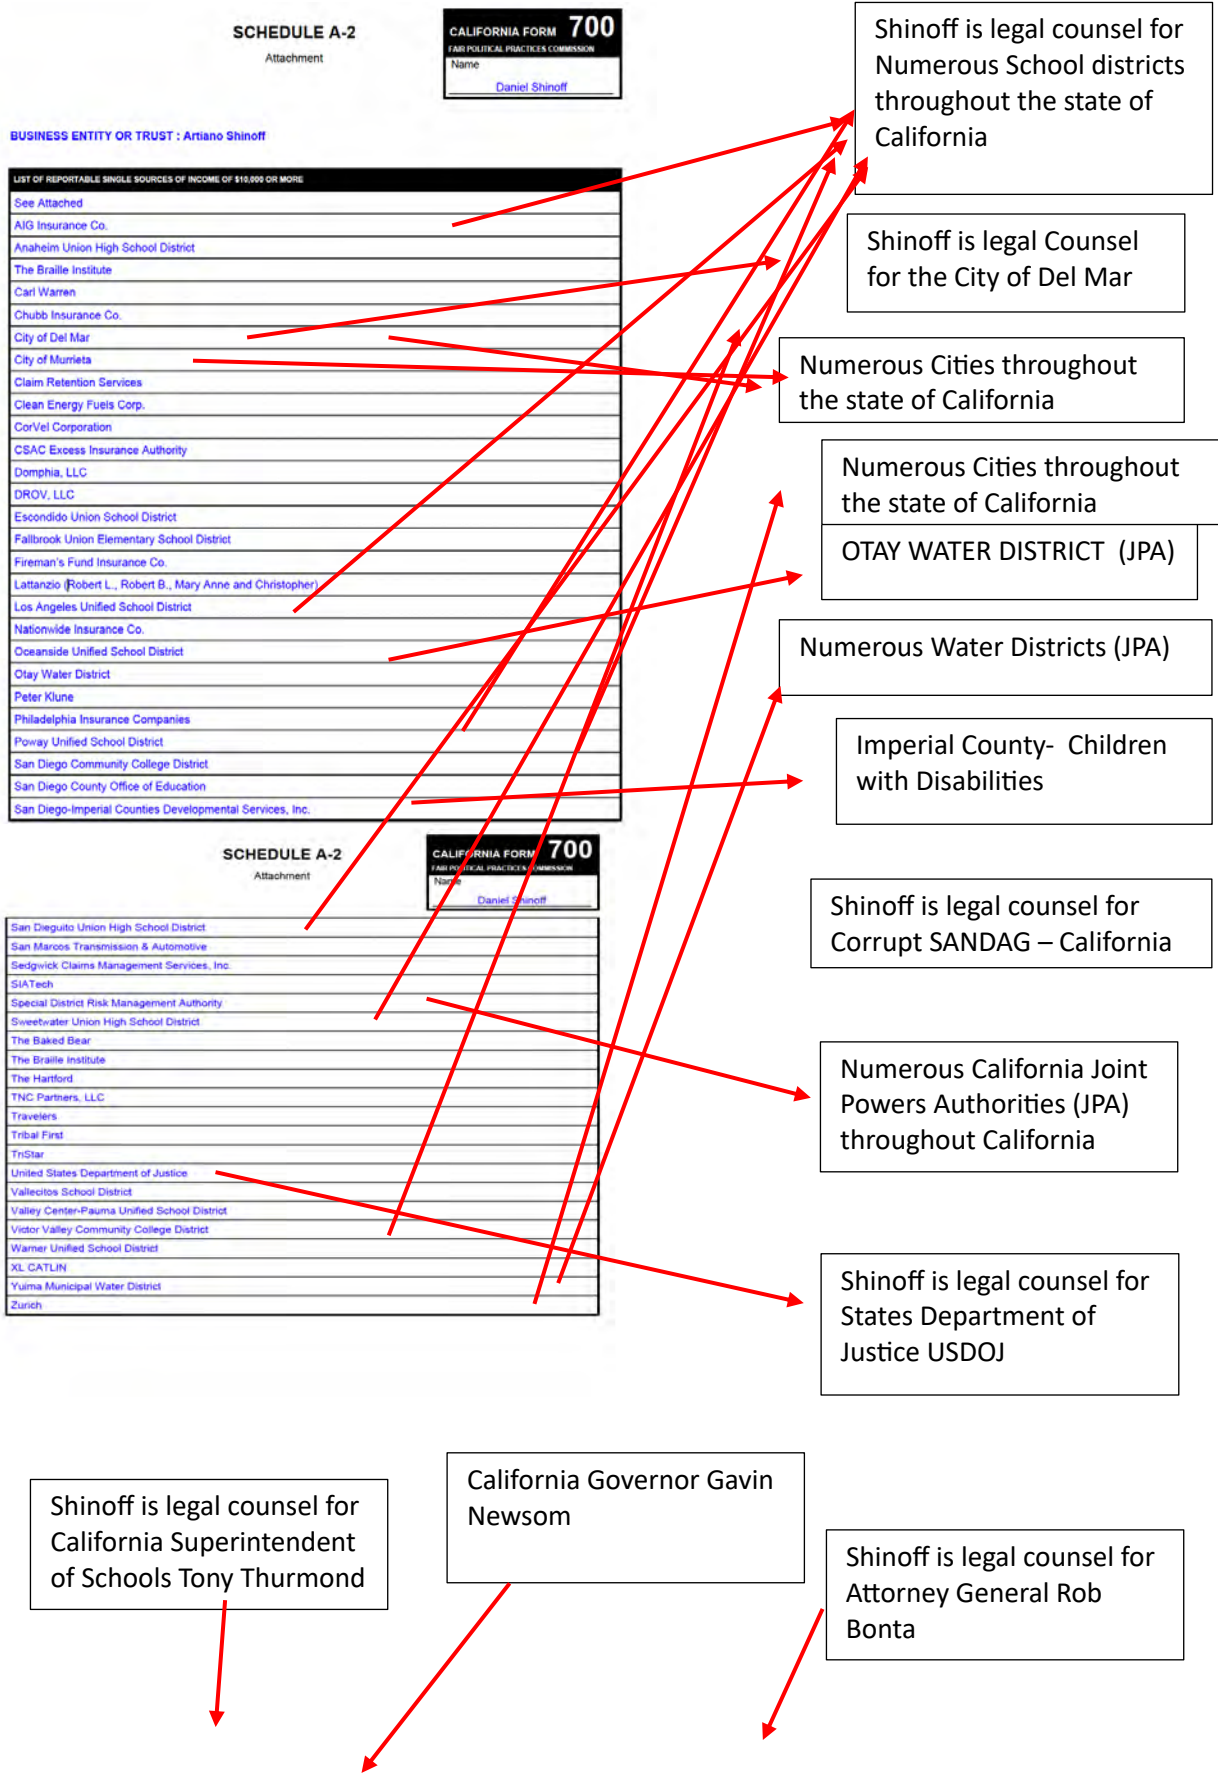 SCHEDULE A-2
Attachment
CALIFORNIA FORM 700
FAIR POLITICAL PRACTICES COMMISSION
Name
Daniel Shinoff
BUSINESS ENTITY OR TRUST : Artiano Shinoff
LIST OF REPORTABLE SINGLE SOURCES OF INCOME OF $10,000 OR MORE
See Attached
AIG Insurance Co.
Anaheim Union High School District
The Braille Institute
Carl Warren
Chubb Insurance Co.
City of Del Mar
City of Murrieta
Claim Retention Services
Clean Energy Fuels Corp.
CorVel Corporation
CSAC Excess Insurance Authority
Domphia, LLC
DROV, LLC
Escondido Union School District
Fallbrook Union Elementary School District
Fireman's Fund Insurance Co.
Lattanzio (Robert L., Robert B., Mary Anne and Christopher)
Los Angeles Unified School District
Nationwide Insurance Co.
Oceanside Unified School District
Otay Water District
Peter Klune
Philadelphia Insurance Companies
Poway Unified School District
San Diego Community College District
San Diego County Office of Education
San Diego-Imperial Counties Developmental Services, Inc.
SCHEDULE A-2
Attachment
CALIFORNIA FORM 700
FAIR POLITICAL PRACTICES COMMISSION
Name
Daniel Shinoff
San Dieguito Union High School District
San Marcos Transmission & Automotive
Sedgwick Claims Management Services, Inc.
SIATech
Special District Risk Management Authority
Sweetwater Union High School District
The Baked Bear
The Braille Institute
The Hartford
TNC Partners, LLC
Travelers
Tribal First
TriStar
United States Department of Justice
Vallecitos School District
Valley Center-Pauma Unified School District
Victor Valley Community College District
Warner Unified School District
XL CATLIN
Yuima Municipal Water District
Zurich
Shinoff is legal counsel for
Numerous School districts
throughout the state of
California
Shinoff is legal Counsel
for the City of Del Mar
Numerous Cities throughout
the state of California
Numerous Cities throughout
the state of California
OTAY WATER DISTRICT (JPA)
Numerous Water Districts (JPA)
Imperial County- Children
with Disabilities
Shinoff is legal counsel for
Corrupt SANDAG – California
Numerous California Joint
Powers Authorities (JPA)
throughout California
Shinoff is legal counsel for
States Department of
Justice USDOJ
Shinoff is legal counsel for
California Superintendent
of Schools Tony Thurmond
California Governor Gavin
Newsom
Shinoff is legal counsel for
Attorney General Rob
Bonta